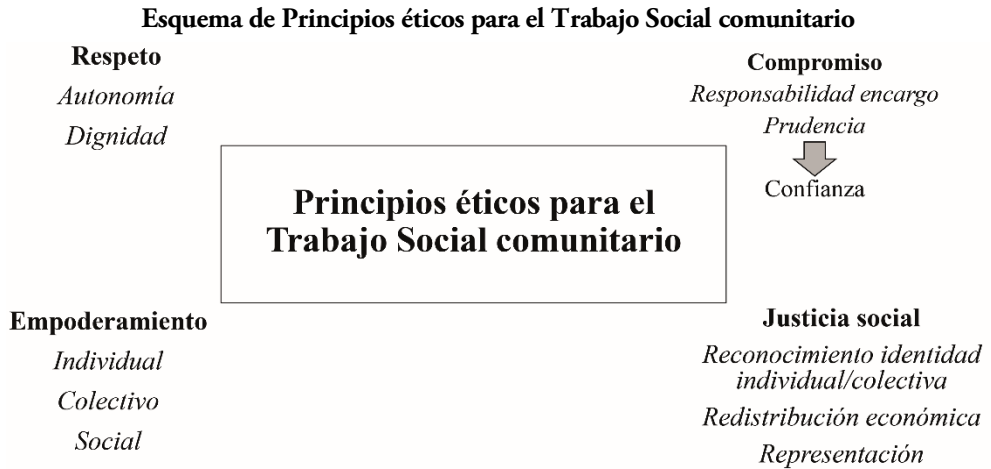 Esquema de Principios éticos para el Trabajo Social comunitario
Respeto
Autonomía
Dignidad
Compromiso
Responsabilidad encargo
Prudencia
Confianza
Principios éticos para el
Trabajo Social comunitario
Empoderamiento
Individual
Colectivo
Social
Justicia social
Reconocimiento identidad
individual/colectiva
Redistribución económica
Representación